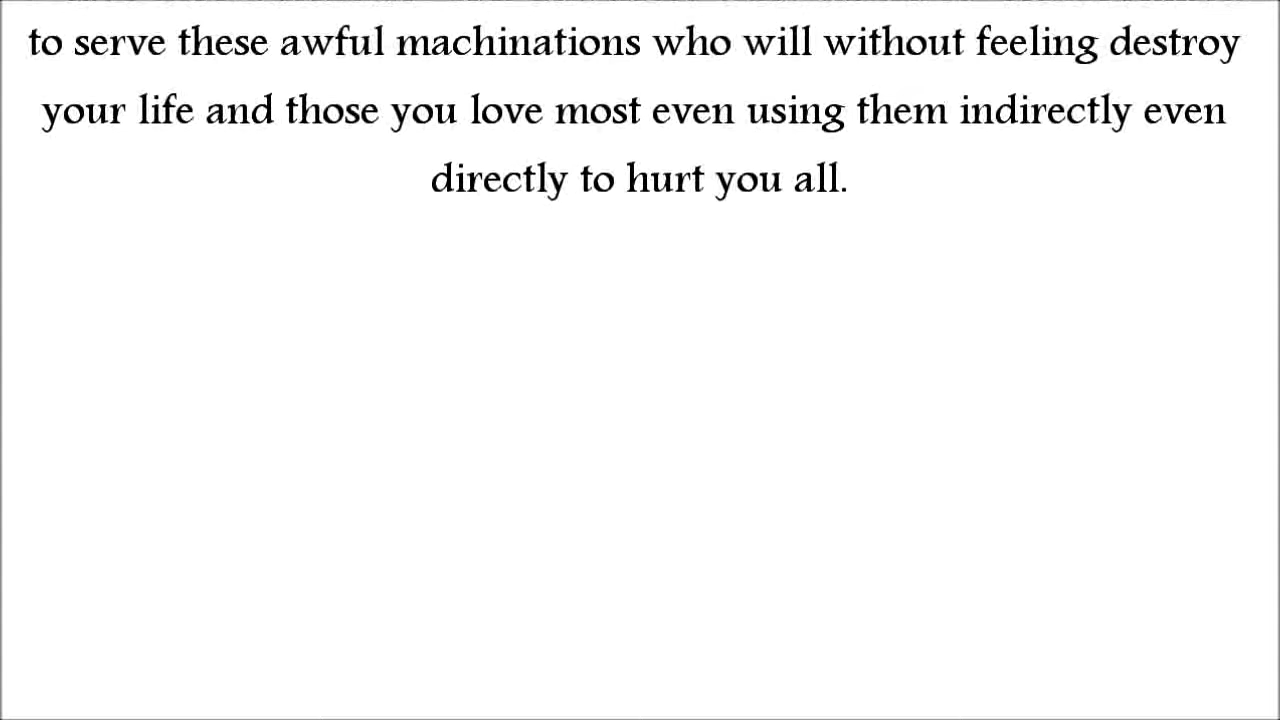 to serve these awful machinations who will without feeling destroy
your life and those you love most even using them indirectly even
directly to hurt you all.